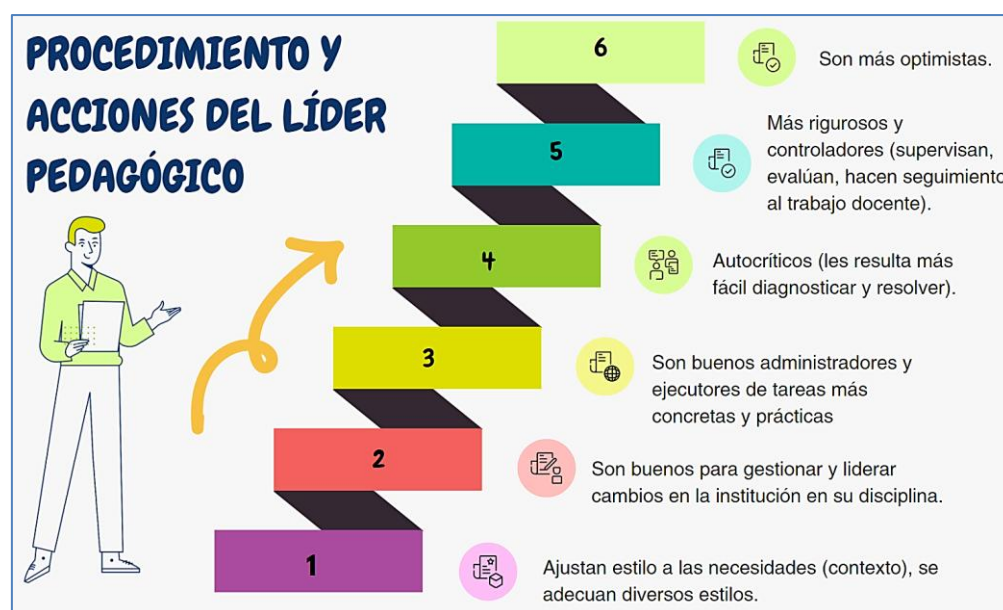 PROCEDIMIENTO Y
ACCIONES DEL LÍDER
PEDAGÓGICO
6
Son más optimistas.
5
Más rigurosos y
controladores (supervisan,
evalúan, hacen seguimiento
al trabajo docente).
4
Autocríticos (les resulta más
fácil diagnosticar y resolver).
3
Son buenos administradores y
ejecutores de tareas más
concretas y prácticas
2
Son buenos para gestionar y liderar
cambios en la institución en su disciplina.
1
Ajustan estilo a las necesidades (contexto), se
adecuan diversos estilos.